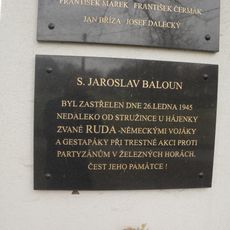 FRANTIŠEK MAREK FRANTIŠEK ČERMÁK
JAN BŘÍZA JOSEF DALECKÝ
S. JAROSLAV BALOUN
BYL ZASTŘELEN DNE 26.LEDNA 1945
NEDALEKO OD STRUŽINCE U HÁJENKY
ZVANÉ RUDA -NĚMECKÝMI VOJÁKY
A GESTAPÁKY PŘI TRESTNÉ AKCI PROTI
PARTYZÁNŮM V ŽELEZNÝCH HORÁCH.
ČEST JEHO PAMÁTCE !